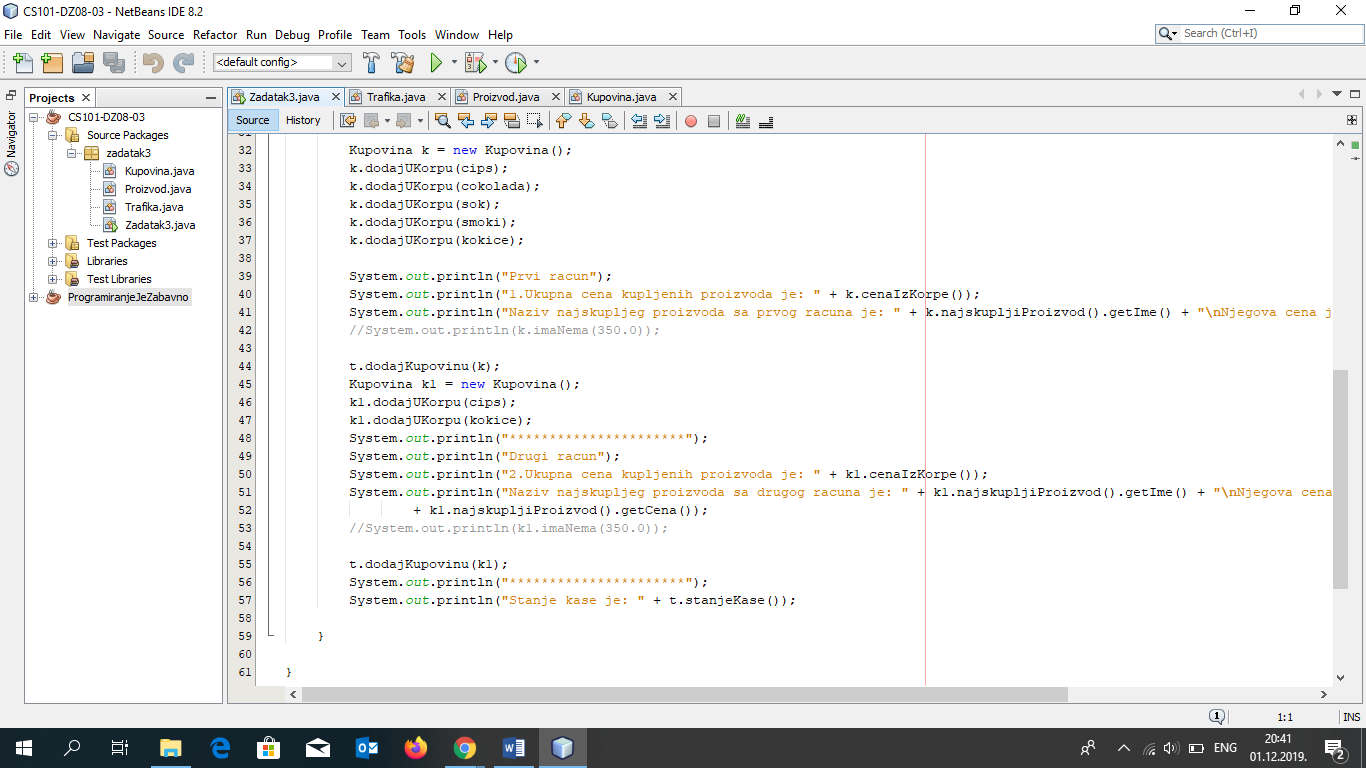 CS101-DZ08-03 - NetBeans IDE 8.2
File Edit View Navigate Source Refactor Run Debug Profile Team Tools Window Help
Search (Ctrl+I)
<default config>
Projects
Navigator
CS101-DZ08-03
Source Packages
zadatak3
Kupovina.java
Proizvod.java
Trafika.java
Zadatak3.java
Test Packages
Libraries
Test Libraries
ProgramiranjeJeZabavno
Zadatak3.java Trafika.java Proizvod.java Kupovina.java
Source History
32 Kupovina k = new Kupovina();
33 k.dodajUKorpu(cips);
34 k.dodajUKorpu(cokolada);
35 k.dodajUKorpu(sok);
36 k.dodajUKorpu(smoki);
37 k.dodajUKorpu(kokice);
38
39 System.out.println("Prvi racun");
40 System.out.println("1.Ukupna cena kupljenih proizvoda je: " + k.cenaIzKorpe());
41 System.out.println("Naziv najskupljeg proizvoda sa prvog racuna je: " + k.najskupljiProizvod().getIme() + "\nNjegova cena j
42 //System.out.println(k.imaNema(350.0));
43
44 t.dodajKupovinu(k);
45 Kupovina k1 = new Kupovina();
46 k1.dodajUKorpu(cips);
47 k1.dodajUKorpu(kokice);
48 System.out.println("**********************");
49 System.out.println("Drugi racun");
50 System.out.println("2.Ukupna cena kupljenih proizvoda je: " + k1.cenaIzKorpe());
51 System.out.println("Naziv najskupljeg proizvoda sa drugog racuna je: " + k1.najskupljiProizvod().getIme() + "\nNjegova cena
52 + k1.najskupljiProizvod().getCena());
53 //System.out.println(k1.imaNema(350.0));
54
55 t.dodajKupovinu(k1);
56 System.out.println("**********************");
57 System.out.println("Stanje kase je: " + t.stanjeKase());
58
59 }
60
61 }
1 1:1 INS
ENG
20:41
01.12.2019.
2